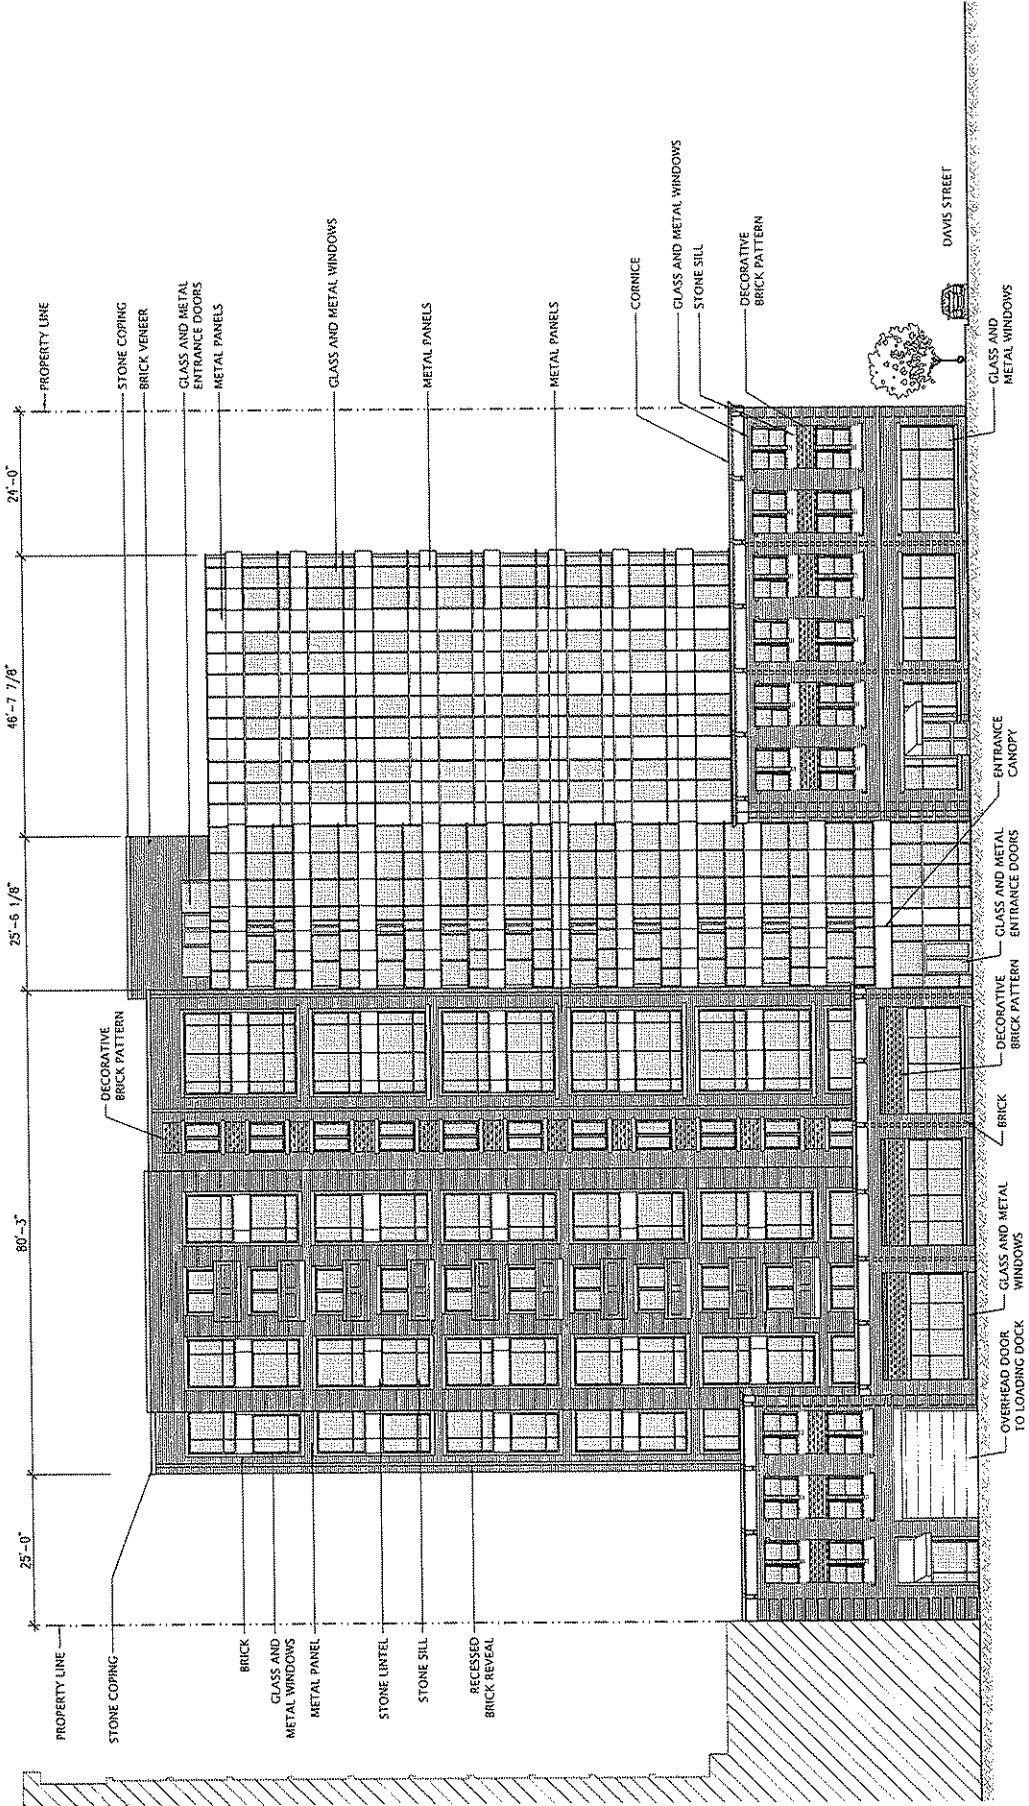 25'-0"
80'-3"
25'-6 1/8"
46'-7 7/8"
24'-0"
PROPERTY LINE
STONE COPING
BRICK
GLASS AND
METAL WINDOWS
METAL PANEL
STONE LINTEL
STONE SILL
RECESSED
BRICK REVEAL
DECORATIVE
BRICK PATTERN
PROPERTY LINE
STONE COPING
BRICK VENEER
GLASS AND METAL
ENTRANCE DOORS
METAL PANELS
GLASS AND METAL WINDOWS
METAL PANELS
METAL PANELS
CORNICE
GLASS AND METAL WINDOWS
STONE SILL
DECORATIVE
BRICK PATTERN
DAVIS STREET
OVERHEAD DOOR
TO LOADING DOCK
GLASS AND METAL
WINDOWS
BRICK
DECORATIVE
BRICK PATTERN
GLASS AND METAL
ENTRANCE DOORS
ENTRANCE
CANOPY
GLASS AND
METAL WINDOWS